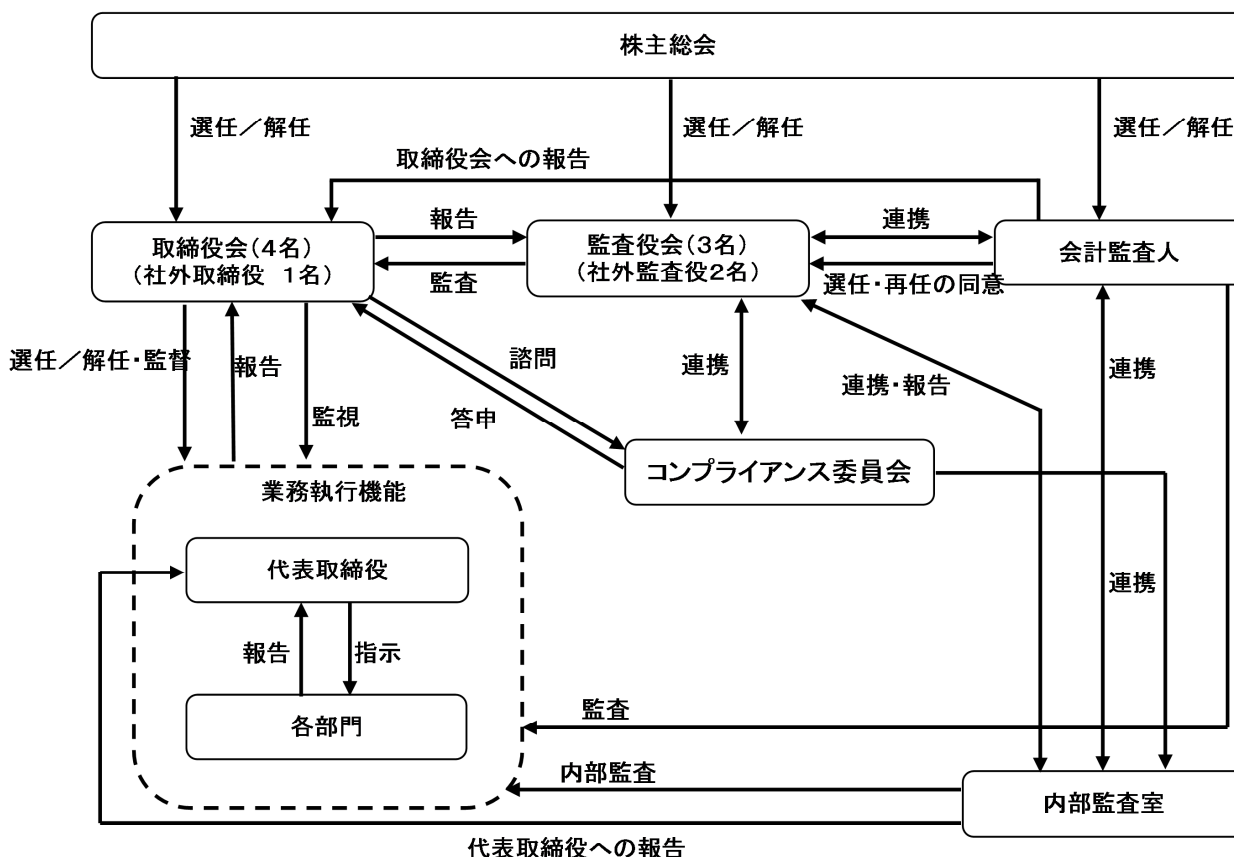 株主総会
選任／解任
選任／解任
選任／解任
取締役会への報告
取締役会（4名）
（社外取締役　1名）
報告
監査
監査役会（3名）
（社外監査役2名）
連携
選任・再任の同意
会計監査人
選任／解任・監督
報告
監視
諮問
答申
連携
連携・報告
連携
コンプライアンス委員会
業務執行機能
代表取締役
報告
指示
各部門
連携
監査
内部監査
内部監査室
代表取締役への報告